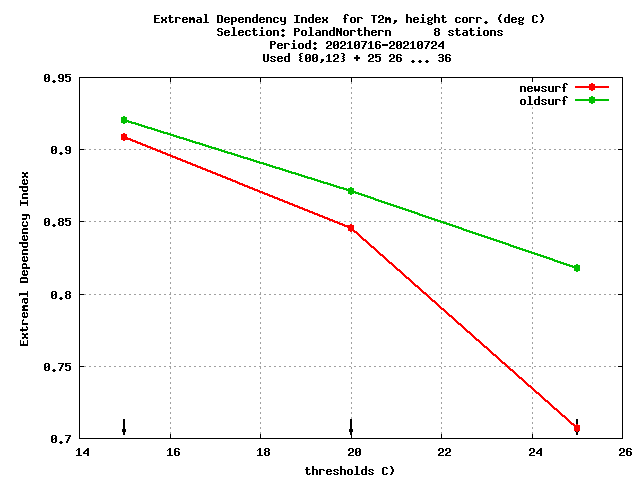 Extremal Dependency Index  for T2m, height corr. (deg C)
Selection: PolandNorthern      8 stations
Period: 20210716-20210724
Used {00,12} + 25 26 ... 36
newsurf
oldsurf
Extremal Dependency Index
0.95
0.9
0.85
0.8
0.75
0.7
14 16 18 20 22 24 26
thresholds C)